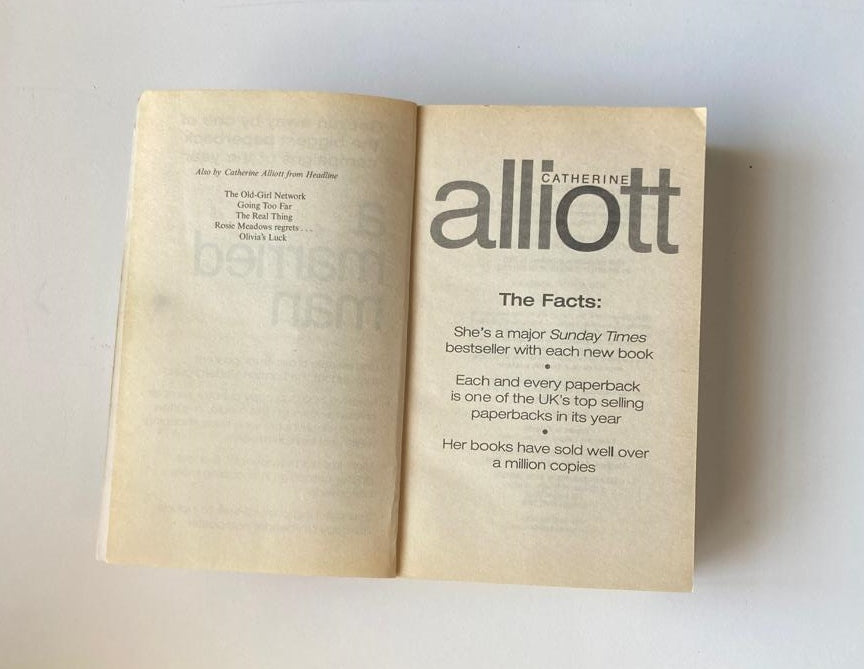 Also by Catherine Alliott from Headline
The Old-Girl Network
Going Too Far
The Real Thing
Rosie Meadows regrets . . .
Olivia's Luck
a
married
man
CATHERINE
alliott
The Facts:
She's a major Sunday Times
bestseller with each new book
•
Each and every paperback
is one of the UK's top selling
paperbacks in its year
•
Her books have sold well over
a million copies